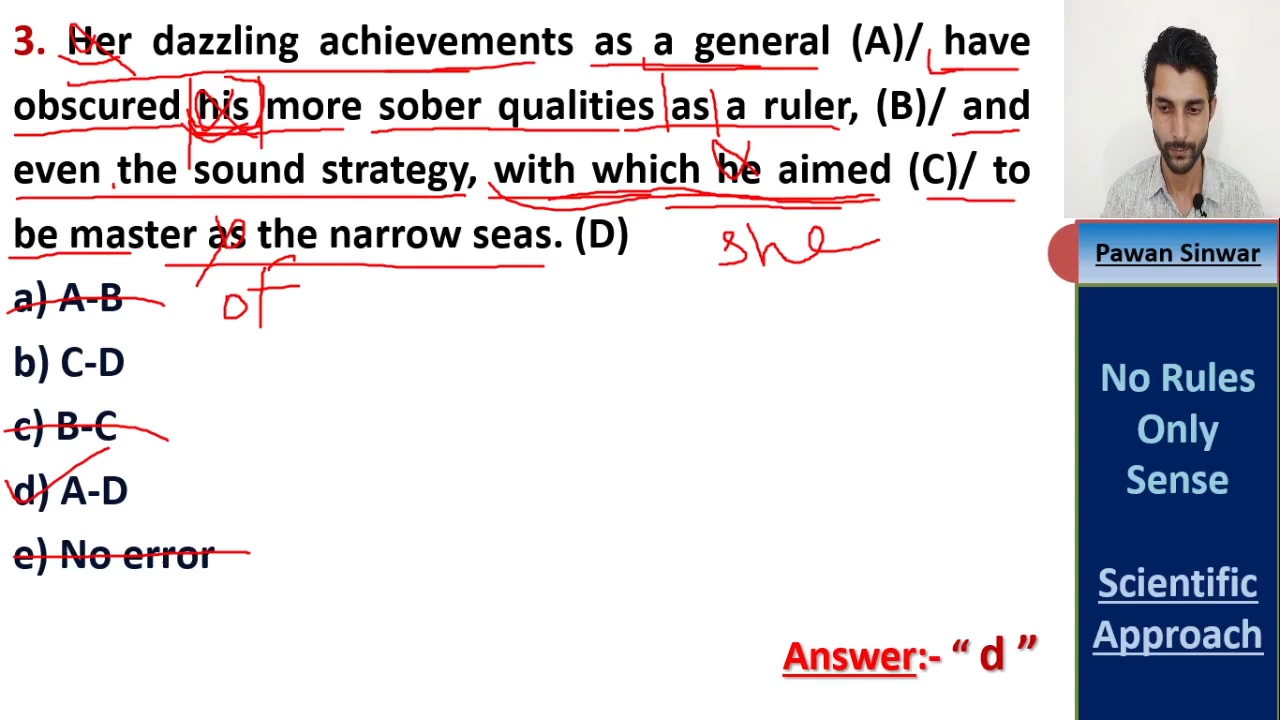 3. Her dazzling achievements as a general (A)/ have
obscured his more sober qualities as a ruler, (B)/ and
even the sound strategy, with which he aimed (C)/ to
be master as the narrow seas. (D)
she
of
a) A-B
b) C-D
c) B-C
d) A-D
e) No error
Answer:- “ d ”
Pawan Sinwar
No Rules
Only
Sense
Scientific
Approach